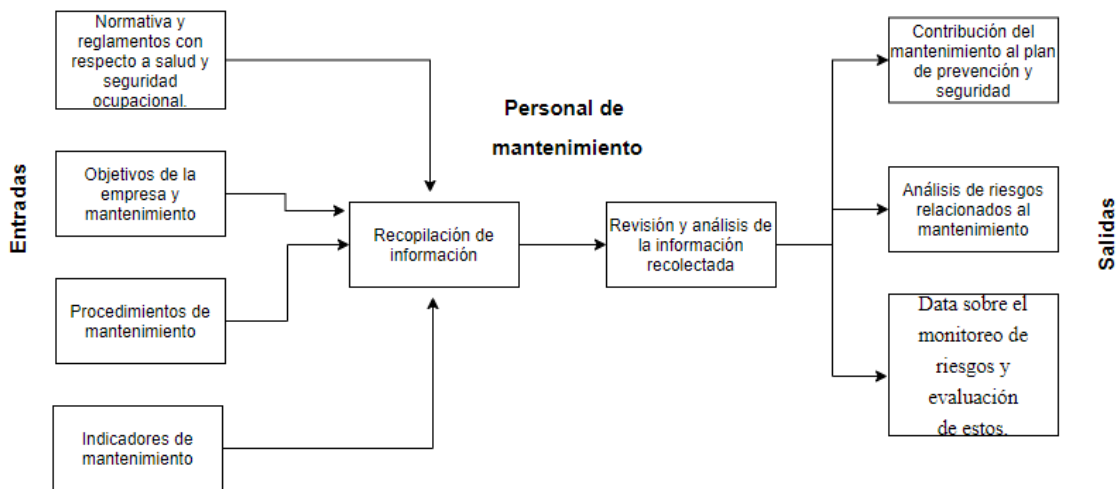 Entradas
Normativa y
reglamentos con
respecto a salud y
seguridad
ocupacional.
Objetivos de la
empresa y
mantenimiento
Procedimientos de
mantenimiento
Indicadores de
mantenimiento
Personal de
mantenimiento
Recopilación de
información
Revisión y análisis de
la información
recolectada
Contribución del
mantenimiento al plan
de prevención y
seguridad
Análisis de riesgos
relacionados al
mantenimiento
Data sobre el
monitoreo de
riesgos y
evaluación
de estos.
Salidas